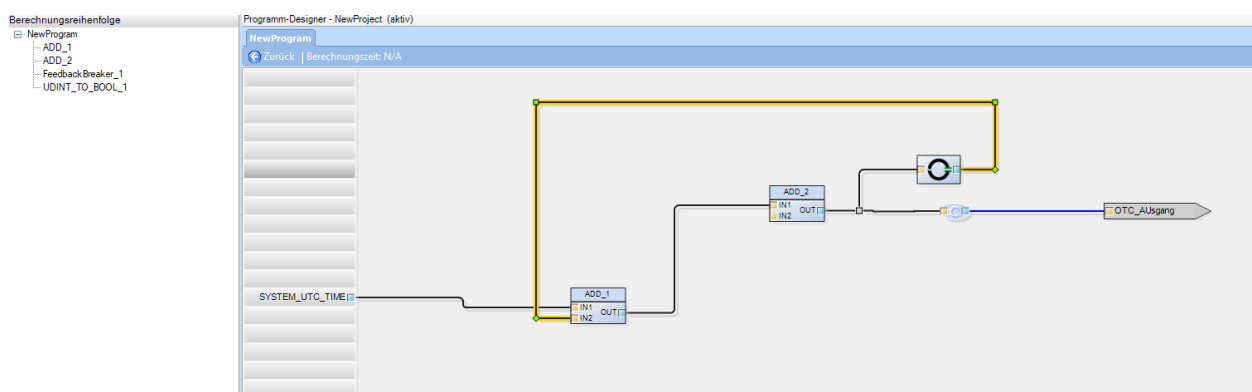 Berechnungsreihenfolge
NewProgram
ADD_1
ADD_2
FeedbackBreaker_1
UDINT_TO_BOOL_1
Programm-Designer - NewProject (aktiv)
NewProgram
Zurück | Berechnungszeit: N/A
ADD_2
IN1
OUT
IN2
C
OTC_AUsgang
SYSTEM_UTC_TIME
ADD_1
IN1
OUT
IN2